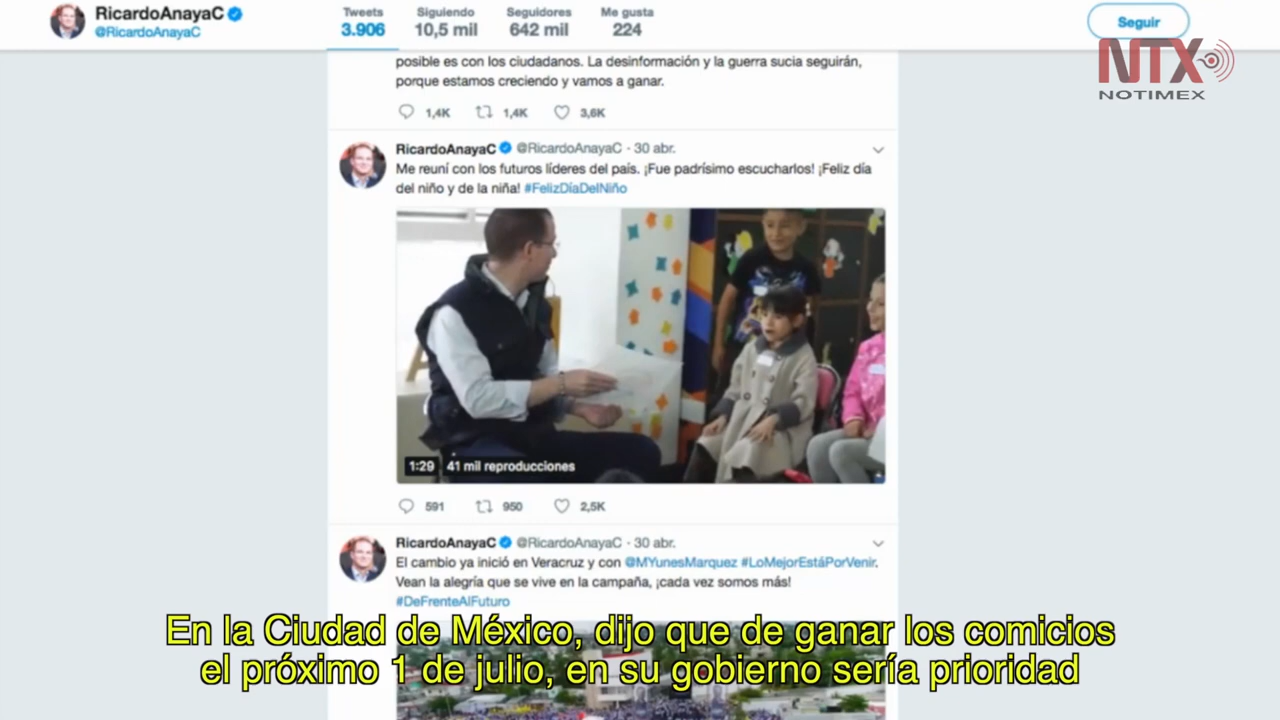 RicardoAnayaC
@RicardoAnayaC
Tweets
3.906
Siguiendo
10,5 mil
Seguidores
642 mil
Me gusta
224
Seguir
NTX
NOTIMEX
posible es con los ciudadanos. La desinformación y la guerra sucia seguirán,
porque estamos creciendo y vamos a ganar.
1,4K 1,4K 3,6K
RicardoAnayaC @RicardoAnayaC · 30 abr.
Me reuní con los futuros líderes del país. ¡Fue padrísimo escucharlos! ¡Feliz día
del niño y de la niña! #FelizDíaDelNiño
1:29 41 mil reproducciones
591 950 2,5K
RicardoAnayaC @RicardoAnayaC · 30 abr.
El cambio ya inició en Veracruz y con @MYunesMarquez #LoMejorEstáPorVenir.
Vean la alegría que se vive en la campaña, ¡cada vez somos más!
#DeFrenteAlFuturo
En la Ciudad de México, dijo que de ganar los comicios
el próximo 1 de julio, en su gobierno sería prioridad